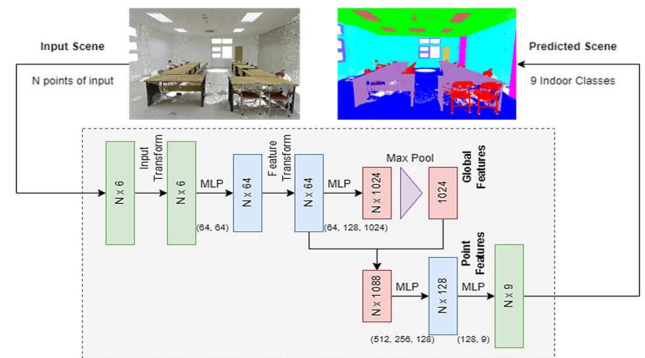 Input Scene
N points of input
Predicted Scene
9 Indoor Classes
N x 6
Input
Transform
N x 6
MLP
(64, 64)
N x 64
Feature
Transform
N x 64
MLP
(64, 128, 1024)
N x 1024
Max Pool
1024
Global
Features
N x 1088
MLP
(512, 256, 128)
N x 128
Point
Features
MLP
(128, 9)
N x 9